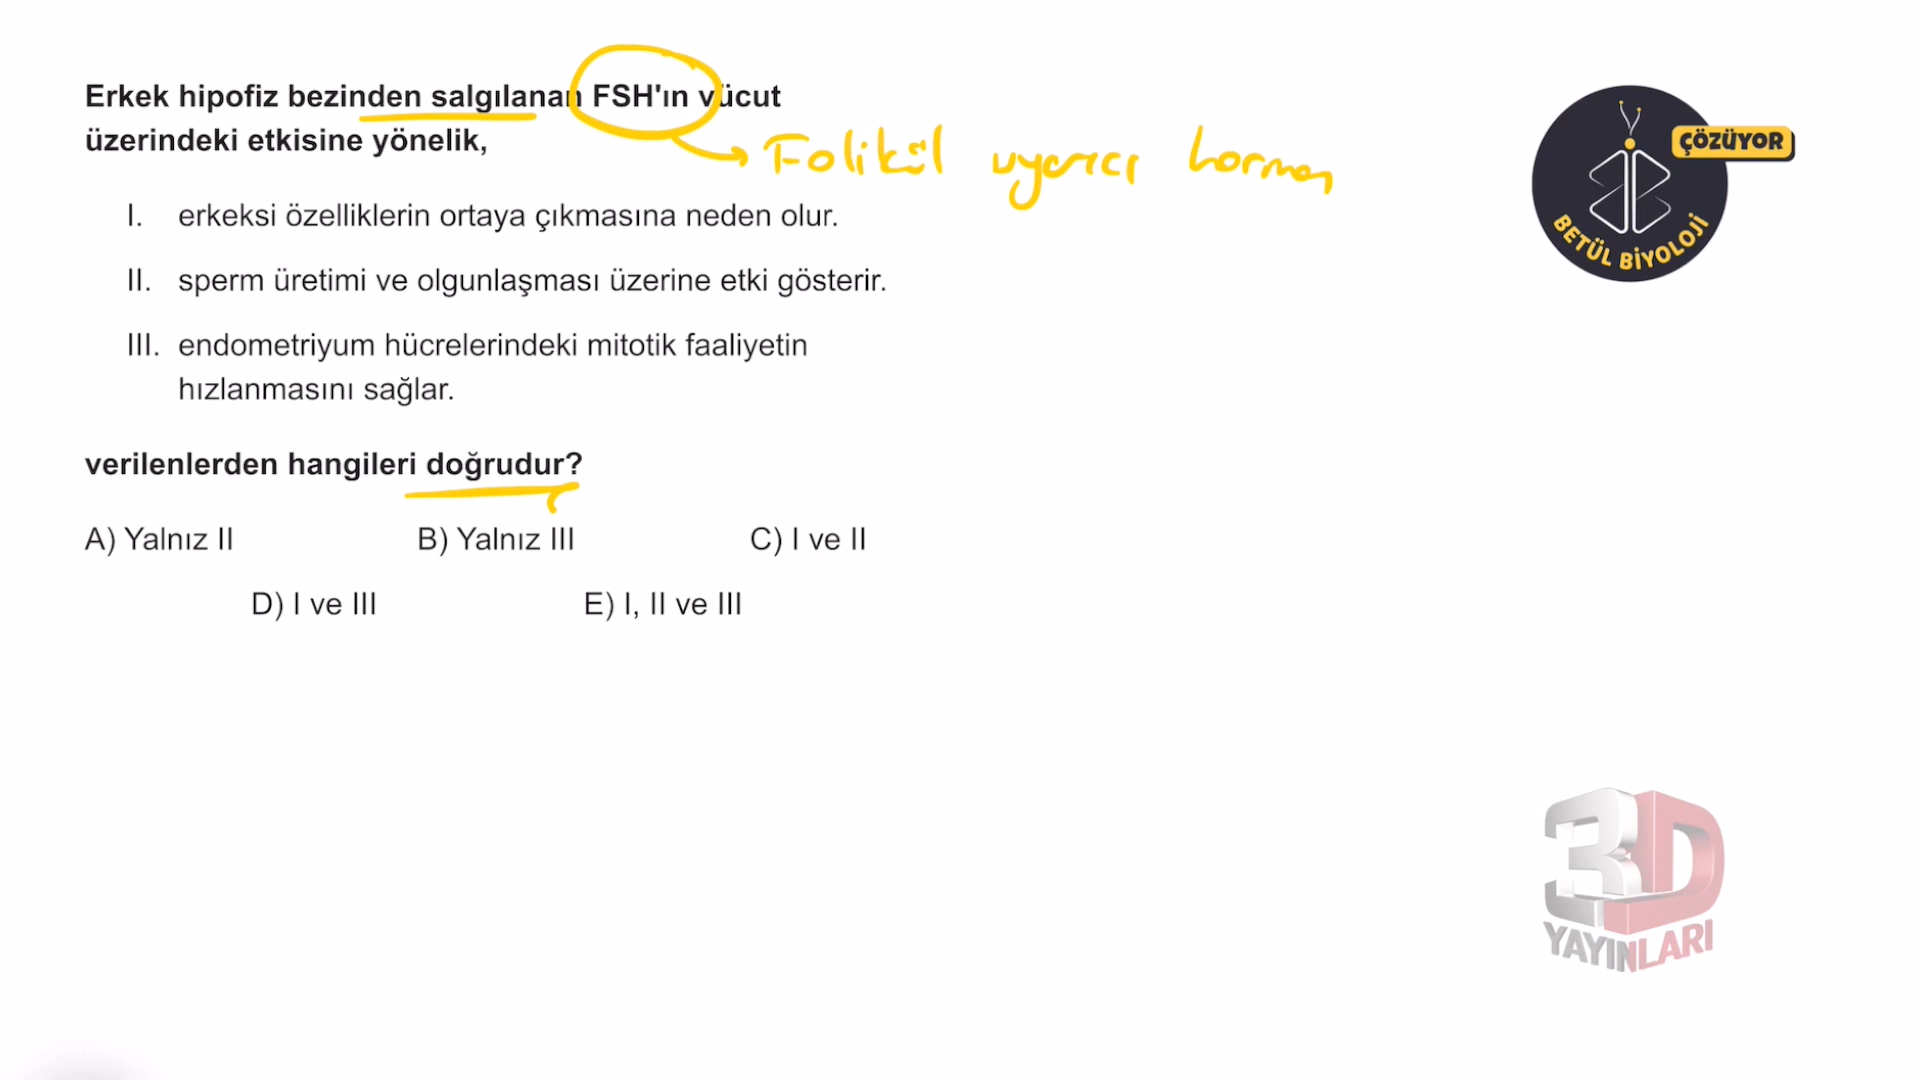 Erkek hipofiz bezinden salgılanan FSH'ın vücut
üzerindeki etkisine yönelik,
Folikül uyarıcı hormon
I. erkeksi özelliklerin ortaya çıkmasına neden olur.
II. sperm üretimi ve olgunlaşması üzerine etki gösterir.
III. endometriyum hücrelerindeki mitotik faaliyetin
hızlanmasını sağlar.
verilenlerden hangileri doğrudur?
A) Yalnız II B) Yalnız III C) I ve II
D) I ve III E) I, II ve III
ÇÖZÜYOR
BETÜL BİYOLOJİ
3D
YAYINLARI